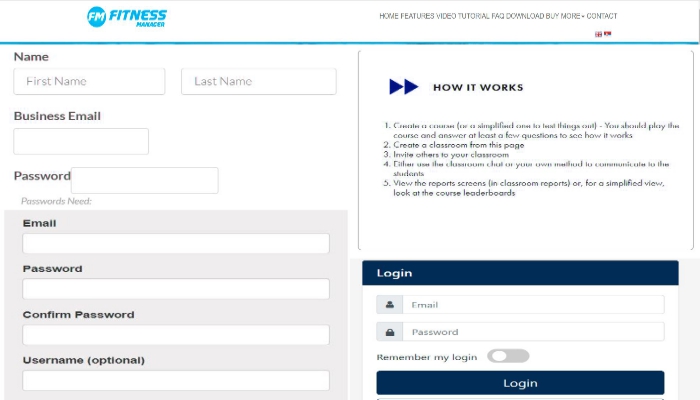 FM FITNESS
MANAGER
HOME FEATURES VIDEO TUTORIAL FAQ DOWNLOAD BUY MORE CONTACT
Name
First Name
Last Name
Business Email
Password
Passwords Need:
Email
Password
Confirm Password
Username (optional)
HOW IT WORKS
1. Create a course (or a simplified one to test things out) - You should play the
course and answer at least a few questions to see how it works
2. Create a classroom from this page
3. Invite others to your classroom
4. Either use the classroom chat or your own method to communicate to the
students
5. View the reports screens (in classroom reports) or, for a simplified view,
look at the course leaderboards
Login
Email
Password
Remember my login
Login